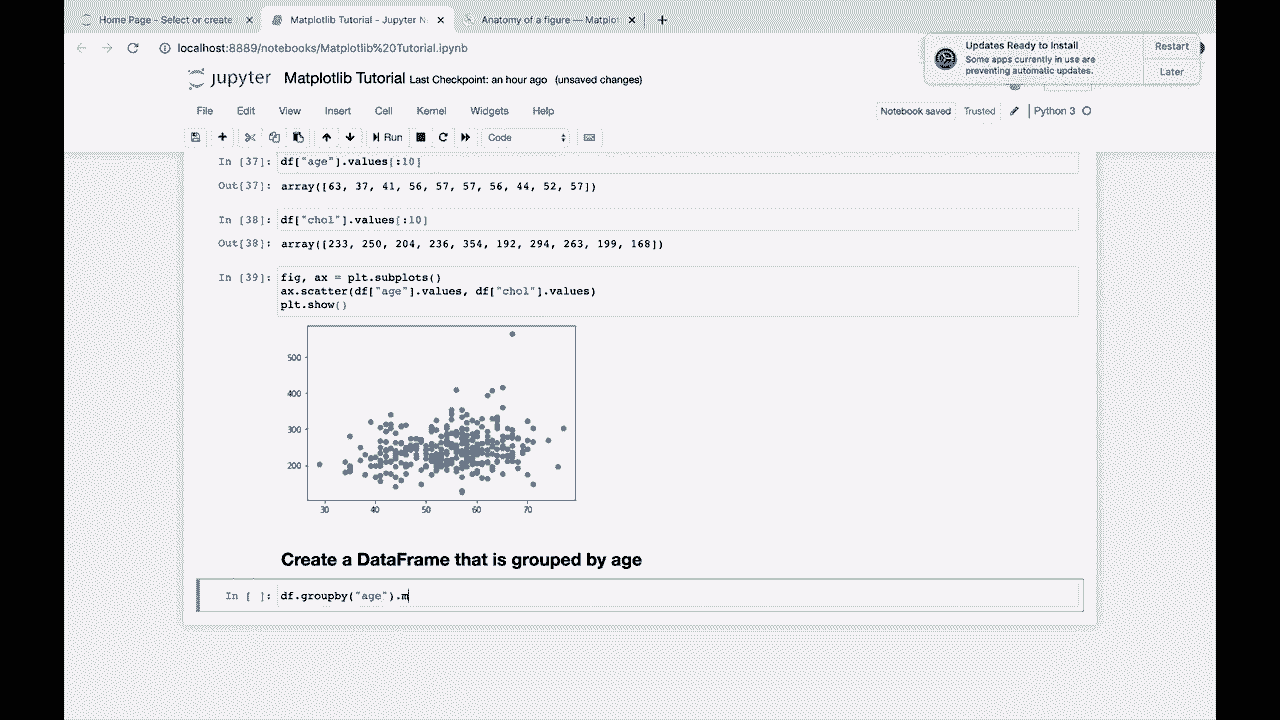 Home Page - Select or create
Matplotlib Tutorial - Jupyter N
Anatomy of a figure — Matplot
localhost:8889/notebooks/Matplotlib%20Tutorial.ipynb
Updates Ready to Install
Some apps currently in use are
preventing automatic updates.
Restart
Later
jupyter Matplotlib Tutorial Last Checkpoint: an hour ago (unsaved changes)
File Edit View Insert Cell Kernel Widgets Help
Notebook saved Trusted Python 3
Run Code
In [37]: df["age"].values[:10]
Out[37]: array([63, 37, 41, 56, 57, 57, 56, 44, 52, 57])
In [38]: df["chol"].values[:10]
Out[38]: array([233, 250, 204, 236, 354, 192, 294, 263, 199, 168])
In [39]: fig, ax = plt.subplots()
ax.scatter(df["age"].values, df["chol"].values)
plt.show()
500
400
300
200
30 40 50 60 70
Create a DataFrame that is grouped by age
In [ ]: df.groupby("age").m